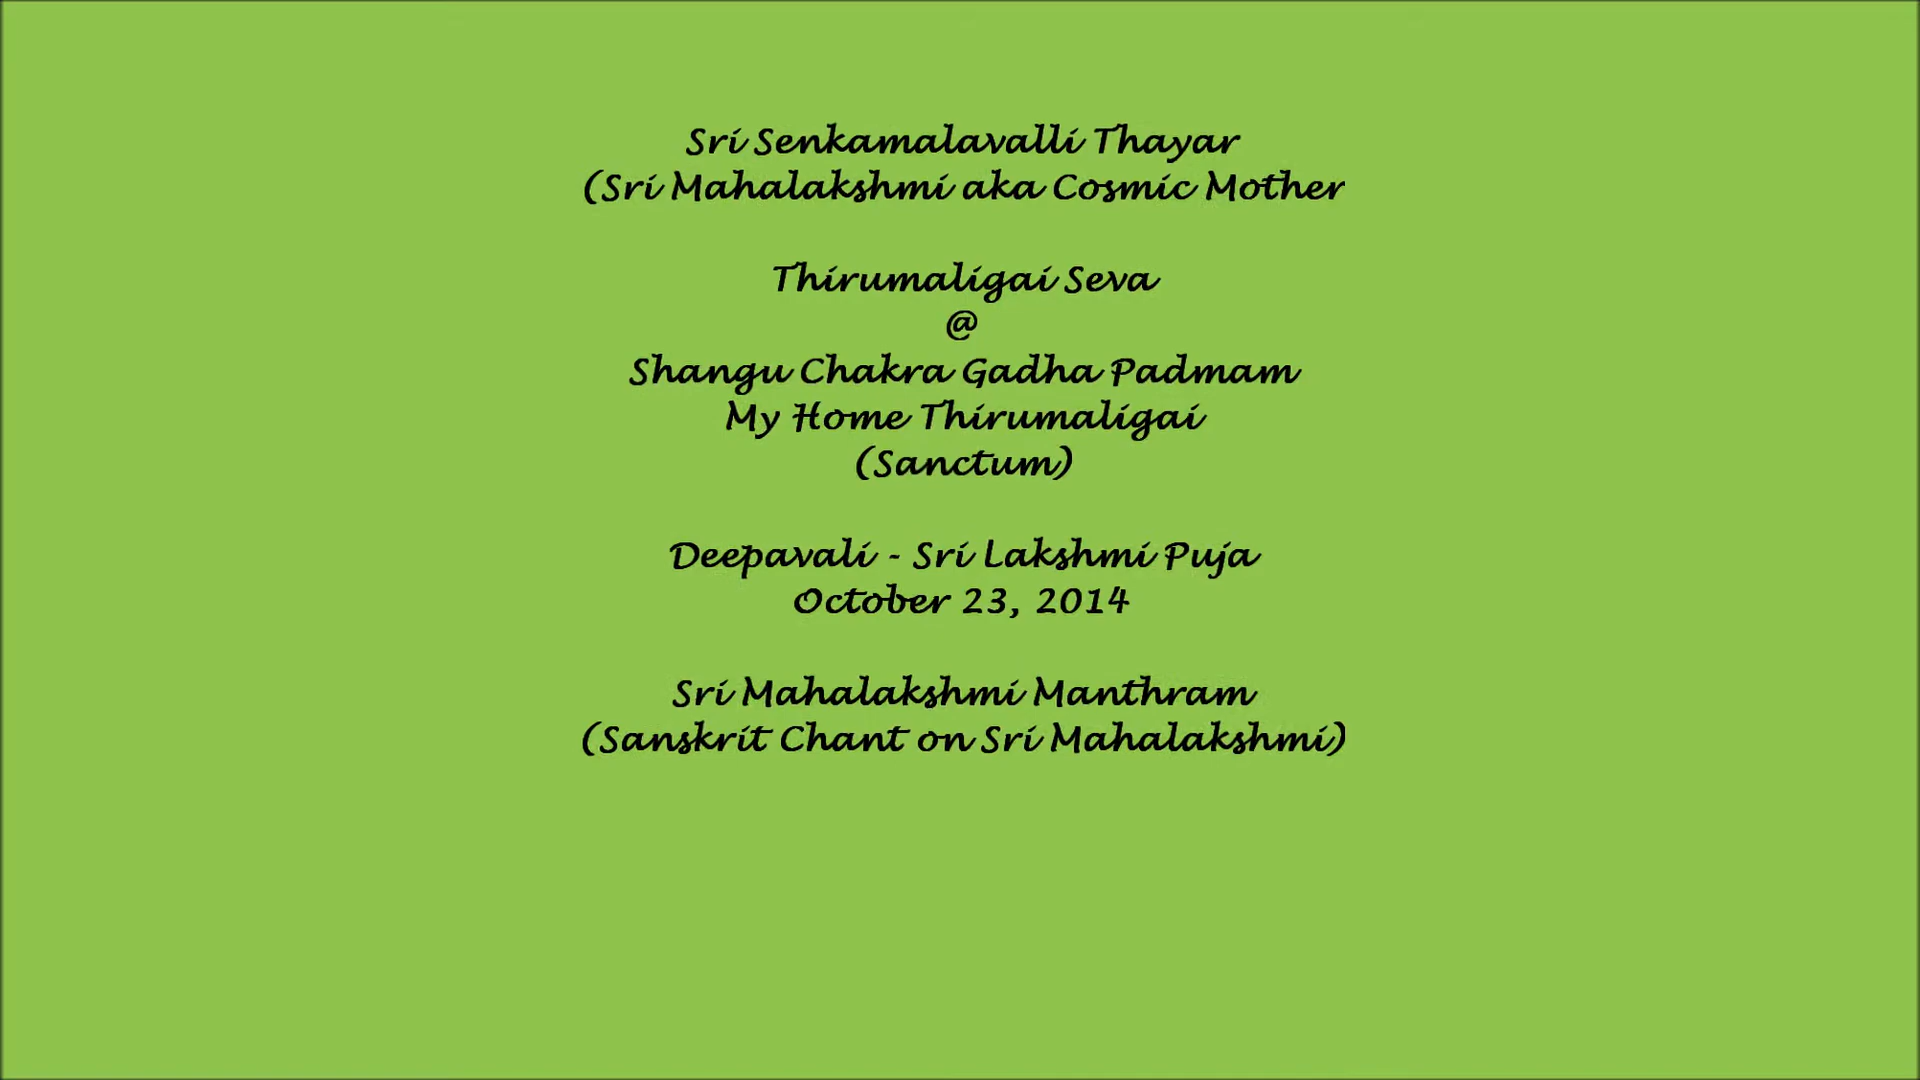 Sri Senkamalavalli Thayar
(Sri Mahalakshmi aka Cosmic Mother
Thirumaligai Seva
@
Shangu Chakra Gadha Padmam
My Home Thirumaligai
(Sanctum)
Deepavali - Sri Lakshmi Puja
October 23, 2014
Sri Mahalakshmi Manthram
(Sanskrit Chant on Sri Mahalakshmi)